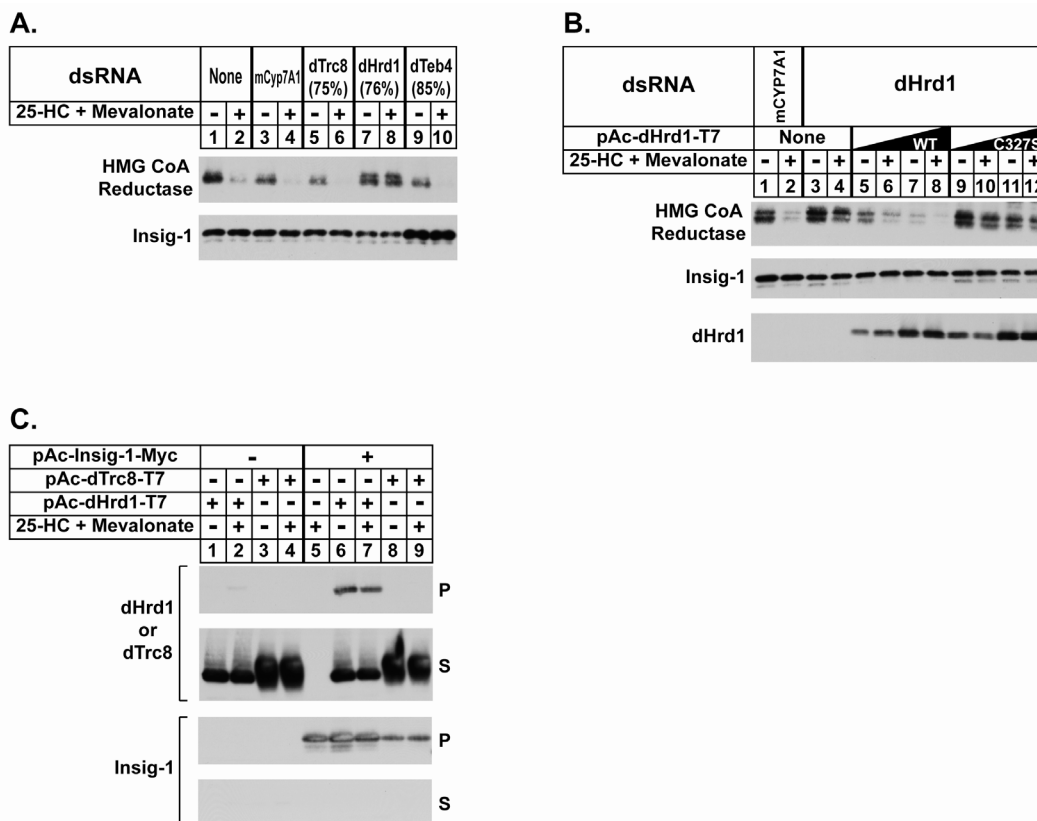 A.
dsRNA None mCyp7A1 dTrc8 (75%) dHrd1 (76%) dTeb4 (85%)
25-HC + Mevalonate - + - + - + - + - +
1 2 3 4 5 6 7 8 9 10
HMG CoA
Reductase
Insig-1
B.
dsRNA mCYP7A1 dHrd1
pAc-dHrd1-T7 None WT C327S
25-HC + Mevalonate - + - + - + - + - + - +
1 2 3 4 5 6 7 8 9 10 11 12
HMG CoA
Reductase
Insig-1
dHrd1
C.
pAc-Insig-1-Myc - +
pAc-dTrc8-T7 - - + + - - - + +
pAc-dHrd1-T7 + + - - - + + - -
25-HC + Mevalonate - + - + + - + - +
1 2 3 4 5 6 7 8 9
dHrd1
or
dTrc8
P
S
Insig-1
P
S